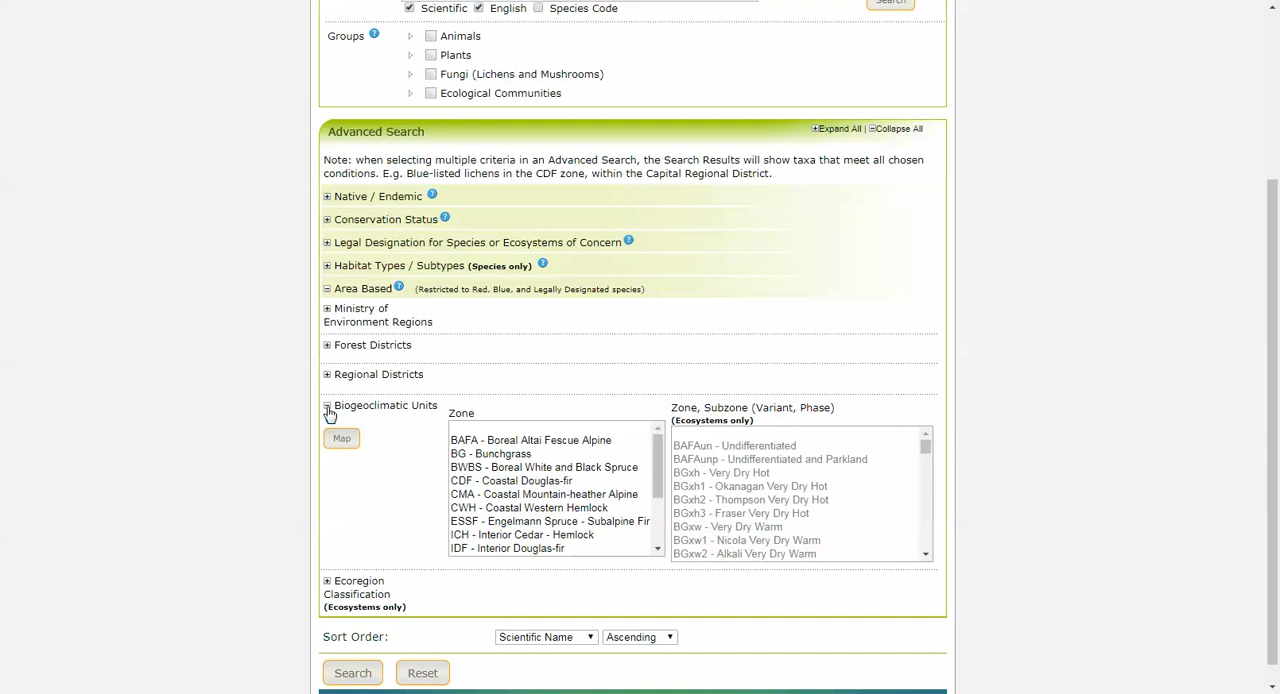 Scientific English Species Code
Search
Groups ?
Animals
Plants
Fungi (Lichens and Mushrooms)
Ecological Communities
Advanced Search
Expand All | Collapse All
Note: when selecting multiple criteria in an Advanced Search, the Search Results will show taxa that meet all chosen
conditions. E.g. Blue-listed lichens in the CDF zone, within the Capital Regional District.
Native / Endemic ?
Conservation Status ?
Legal Designation for Species or Ecosystems of Concern ?
Habitat Types / Subtypes (Species only) ?
Area Based ? (Restricted to Red, Blue, and Legally Designated species)
Ministry of
Environment Regions
Forest Districts
Regional Districts
Biogeoclimatic Units
Map
Zone
BAFA - Boreal Altai Fescue Alpine
BG - Bunchgrass
BWBS - Boreal White and Black Spruce
CDF - Coastal Douglas-fir
CMA - Coastal Mountain-heather Alpine
CWH - Coastal Western Hemlock
ESSF - Engelmann Spruce - Subalpine Fir
ICH - Interior Cedar - Hemlock
IDF - Interior Douglas-fir
Zone, Subzone (Variant, Phase)
(Ecosystems only)
BAFAun - Undifferentiated
BAFAunp - Undifferentiated and Parkland
BGxh - Very Dry Hot
BGxh1 - Okanagan Very Dry Hot
BGxh2 - Thompson Very Dry Hot
BGxh3 - Fraser Very Dry Hot
BGxw - Very Dry Warm
BGxw1 - Nicola Very Dry Warm
BGxw2 - Alkali Very Dry Warm
Ecoregion
Classification
(Ecosystems only)
Sort Order: Scientific Name Ascending
Search Reset